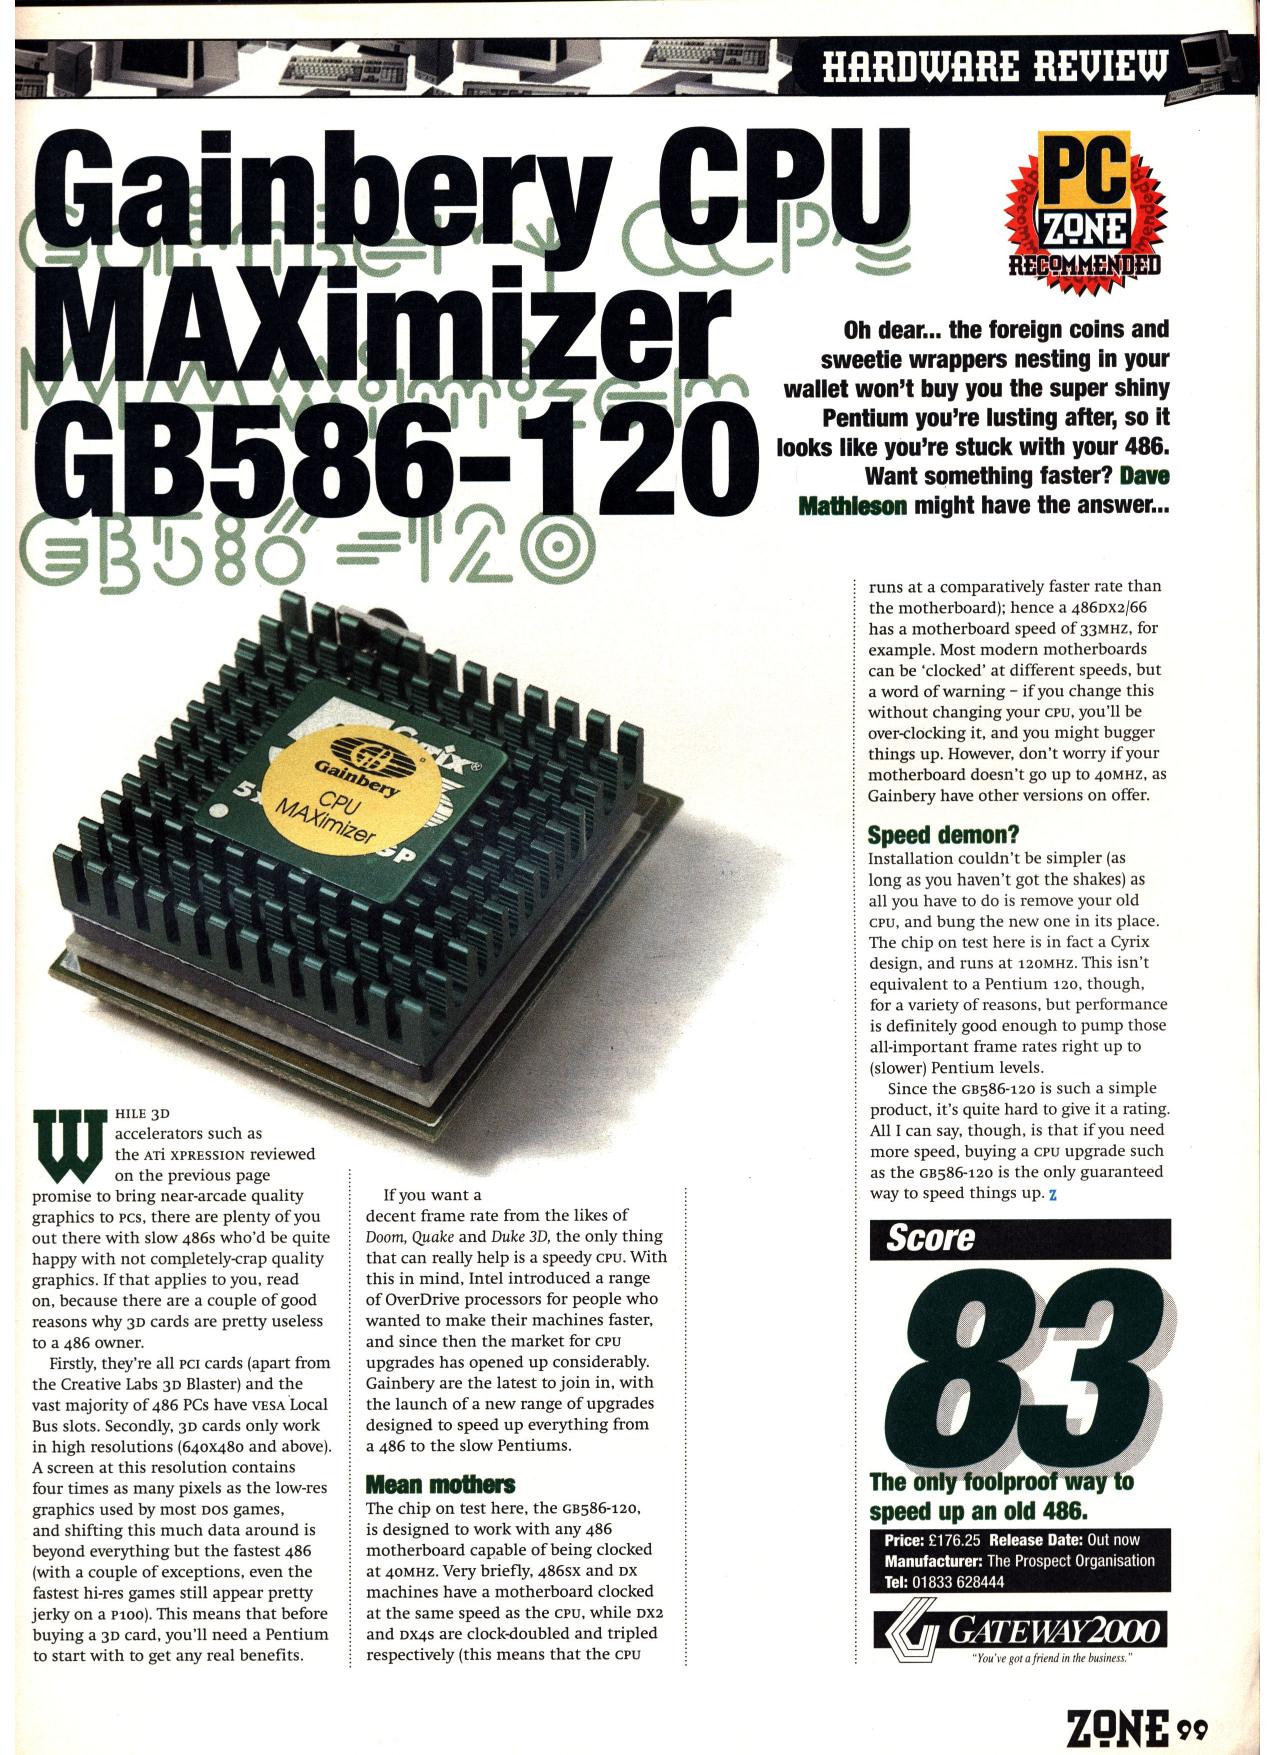 HARDWARE REVIEW
Gainbery CPU
MAXimizer
GB586-120
PC
ZONE
RECOMMENDED
Oh dear... the foreign coins and
sweetie wrappers nesting in your
wallet won't buy you the super shiny
Pentium you're lusting after, so it
looks like you're stuck with your 486.
Want something faster? Dave
Mathieson might have the answer...
Cyrix®
Gainbery
CPU
MAXimizer
WHILE 3D
accelerators such as
the ATi XPRESSION reviewed
on the previous page
promise to bring near-arcade quality
graphics to PCs, there are plenty of you
out there with slow 486s who'd be quite
happy with not completely-crap quality
graphics. If that applies to you, read
on, because there are a couple of good
reasons why 3D cards are pretty useless
to a 486 owner.
Firstly, they're all PCI cards (apart from
the Creative Labs 3D Blaster) and the
vast majority of 486 PCs have VESA Local
Bus slots. Secondly, 3D cards only work
in high resolutions (640X480 and above).
A screen at this resolution contains
four times as many pixels as the low-res
graphics used by most DOS games,
and shifting this much data around is
beyond everything but the fastest 486
(with a couple of exceptions, even the
fastest hi-res games still appear pretty
jerky on a P100). This means that before
buying a 3D card, you'll need a Pentium
to start with to get any real benefits.
If you want a
decent frame rate from the likes of
Doom, Quake and Duke 3D, the only thing
that can really help is a speedy CPU. With
this in mind, Intel introduced a range
of OverDrive processors for people who
wanted to make their machines faster,
and since then the market for CPU
upgrades has opened up considerably.
Gainbery are the latest to join in, with
the launch of a new range of upgrades
designed to speed up everything from
a 486 to the slow Pentiums.
Mean mothers
The chip on test here, the GB586-120,
is designed to work with any 486
motherboard capable of being clocked
at 40MHZ. Very briefly, 486SX and DX
machines have a motherboard clocked
at the same speed as the CPU, while DX2
and DX4s are clock-doubled and tripled
respectively (this means that the CPU
runs at a comparatively faster rate than
the motherboard); hence a 486DX2/66
has a motherboard speed of 33MHZ, for
example. Most modern motherboards
can be 'clocked' at different speeds, but
a word of warning – if you change this
without changing your CPU, you'll be
over-clocking it, and you might bugger
things up. However, don't worry if your
motherboard doesn't go up to 40MHZ, as
Gainbery have other versions on offer.
Speed demon?
Installation couldn't be simpler (as
long as you haven't got the shakes) as
all you have to do is remove your old
CPU, and bung the new one in its place.
The chip on test here is in fact a Cyrix
design, and runs at 120MHZ. This isn't
equivalent to a Pentium 120, though,
for a variety of reasons, but performance
is definitely good enough to pump those
all-important frame rates right up to
(slower) Pentium levels.
Since the GB586-120 is such a simple
product, it's quite hard to give it a rating.
All I can say, though, is that if you need
more speed, buying a CPU upgrade such
as the GB586-120 is the only guaranteed
way to speed things up. Z
Score
83
The only foolproof way to
speed up an old 486.
Price: £176.25 Release Date: Out now
Manufacturer: The Prospect Organisation
Tel: 01833 628444
GATEWAY2000
"You've got a friend in the business."
ZONE 99